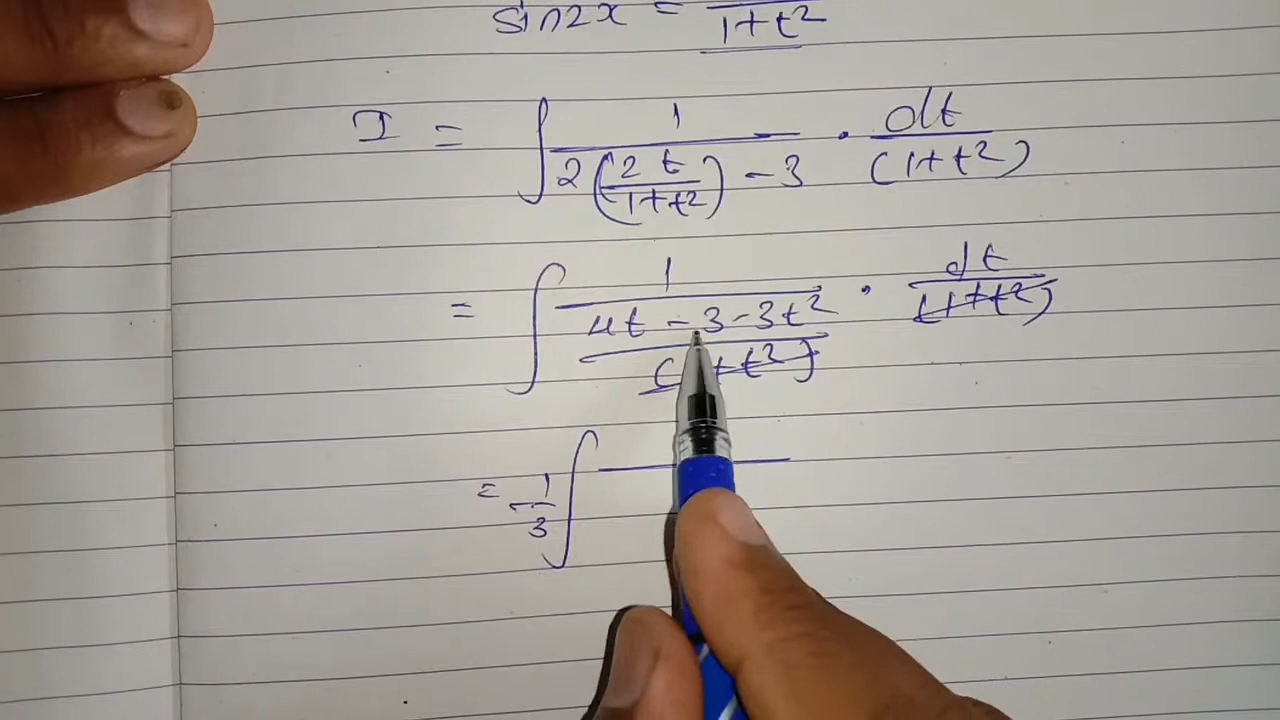 sin2x = / 1+t²
I = ∫ 1 / (2(2t / 1+t²) - 3) · dt / (1+t²)
= ∫ 1 / ((4t - 3 - 3t²) / (1+t²)) · dt / (1+t²)
= -1/3 ∫